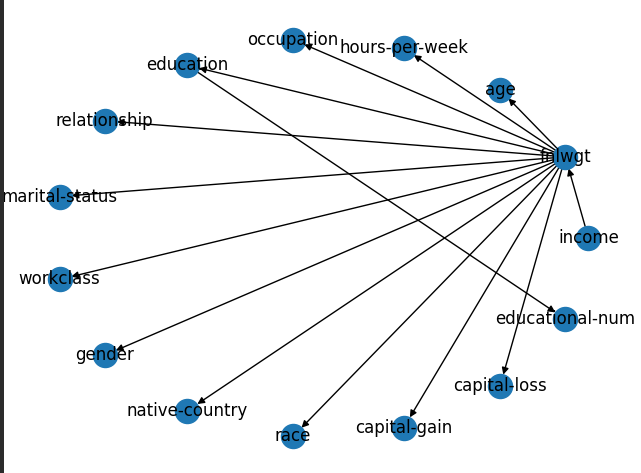 occupation
hours-per-week
education
age
relationship
fnlwgt
marital-status
income
workclass
educational-num
gender
capital-loss
native-country
capital-gain
race